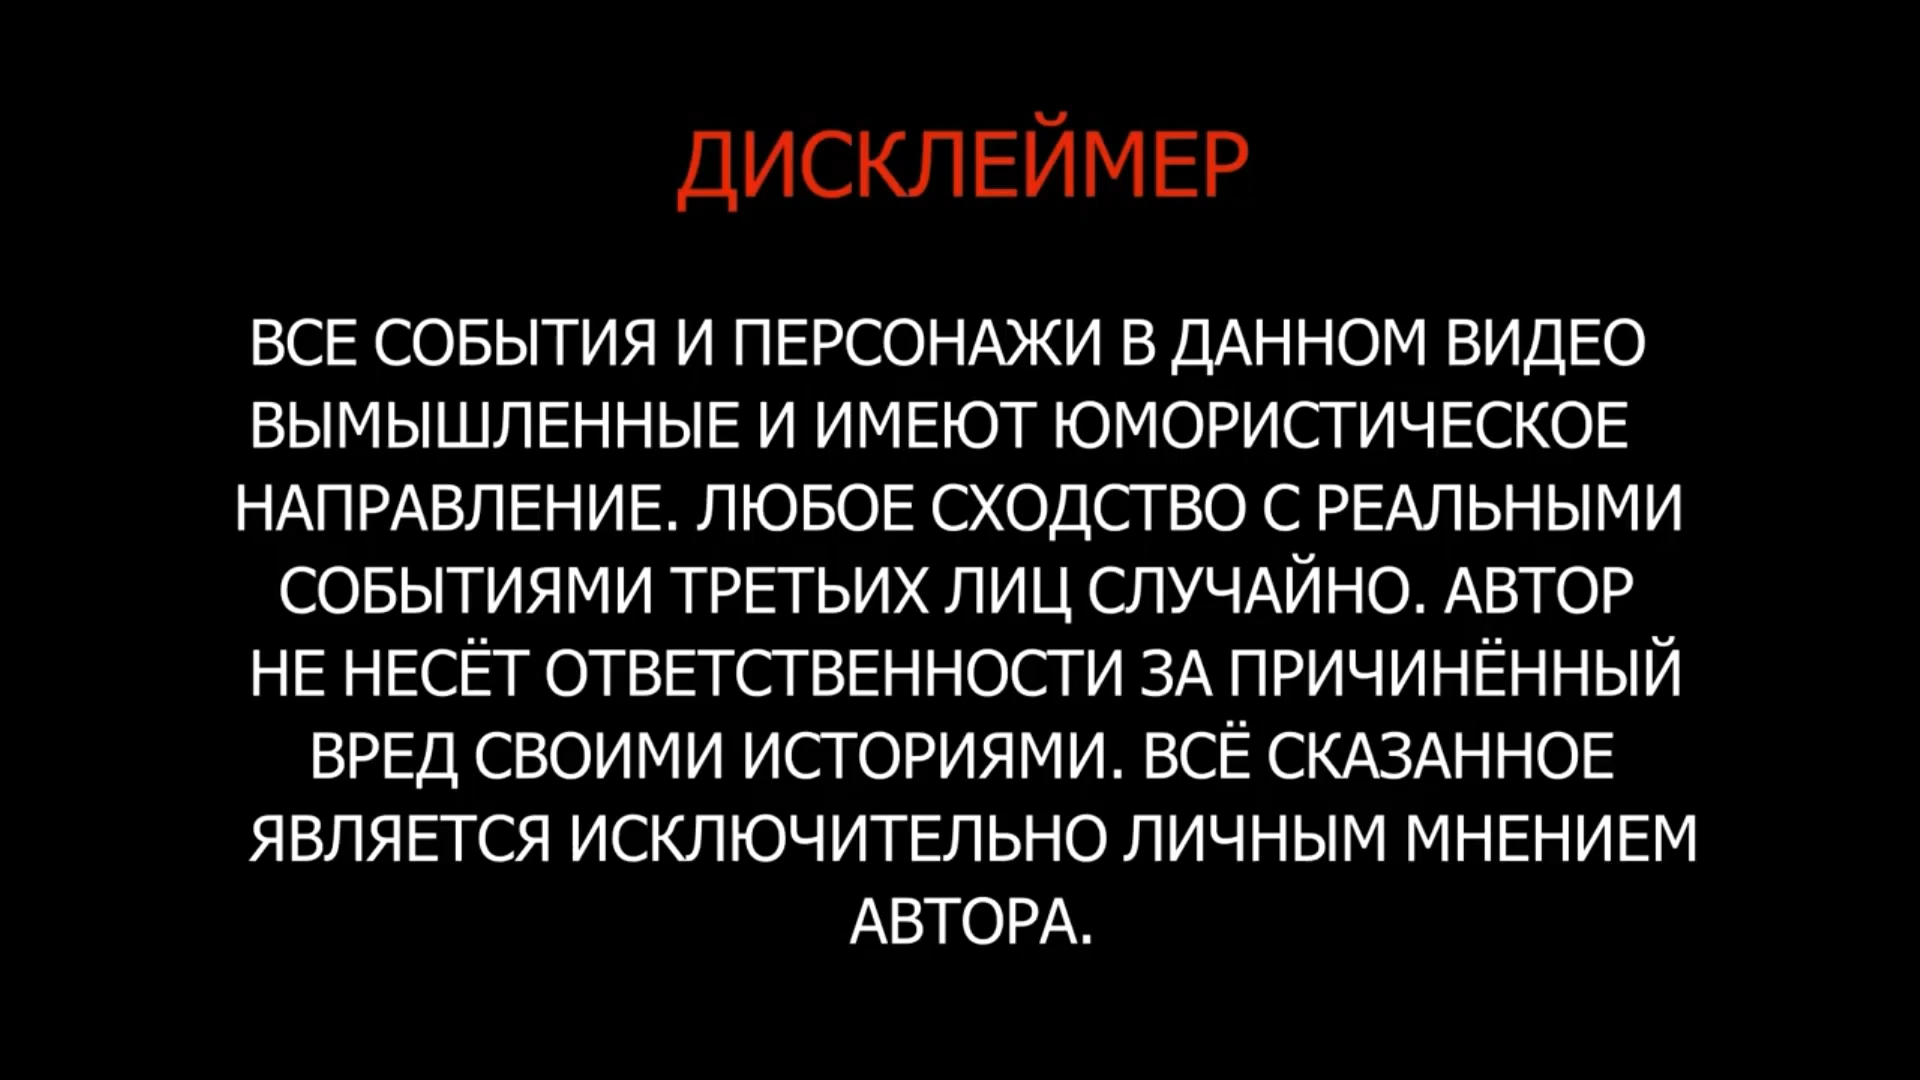 ДИСКЛЕЙМЕР
ВСЕ СОБЫТИЯ И ПЕРСОНАЖИ В ДАННОМ ВИДЕО
ВЫМЫШЛЕННЫЕ И ИМЕЮТ ЮМОРИСТИЧЕСКОЕ
НАПРАВЛЕНИЕ. ЛЮБОЕ СХОДСТВО С РЕАЛЬНЫМИ
СОБЫТИЯМИ ТРЕТЬИХ ЛИЦ СЛУЧАЙНО. АВТОР
НЕ НЕСЁТ ОТВЕТСТВЕННОСТИ ЗА ПРИЧИНЁННЫЙ
ВРЕД СВОИМИ ИСТОРИЯМИ. ВСЁ СКАЗАННОЕ
ЯВЛЯЕТСЯ ИСКЛЮЧИТЕЛЬНО ЛИЧНЫМ МНЕНИЕМ
АВТОРА.